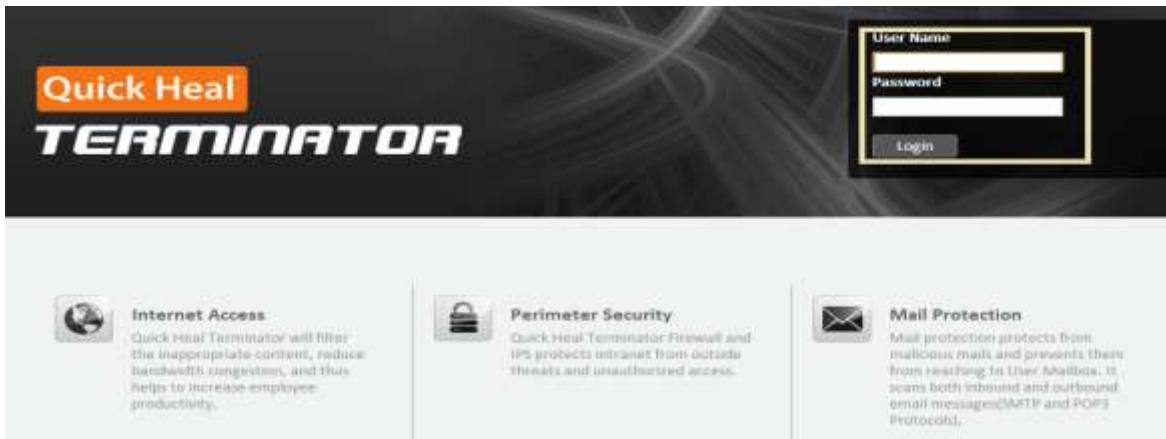 Quick Heal
TERMINATOR
User Name
Password
Login
Internet Access
Quick Heal Terminator will filter
the inappropriate content, reduce
bandwidth congestion, and thus
helps to increase employee
productivity.
Perimeter Security
Quick Heal Terminator Firewall and
IPS protects intranet from outside
threats and unauthorized access.
Mail Protection
Mail protection protects from
malicious mails and prevents them
from reaching to User Mailbox. It
scans both inbound and outbound
email messages(SMTP and POP3
Protocols).